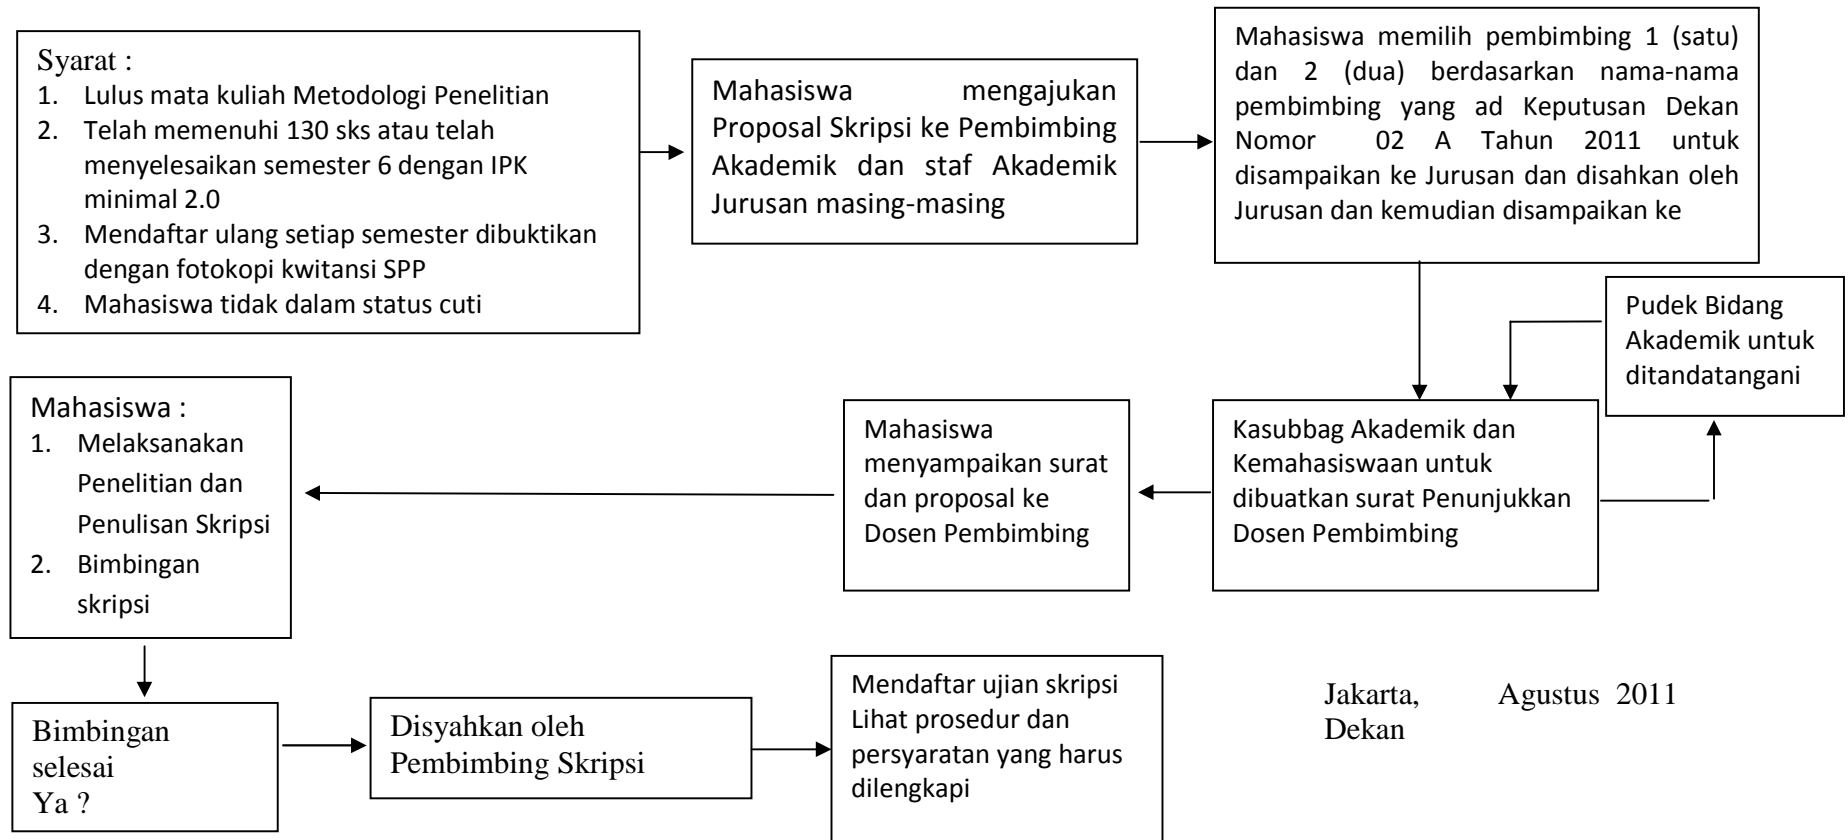 Syarat :
1. Lulus mata kuliah Metodologi Penelitian
2. Telah memenuhi 130 sks atau telah
menyelesaikan semester 6 dengan IPK
minimal 2.0
3. Mendaftar ulang setiap semester dibuktikan
dengan fotokopi kwitansi SPP
4. Mahasiswa tidak dalam status cuti
Mahasiswa mengajukan
Proposal Skripsi ke Pembimbing
Akademik dan staf Akademik
Jurusan masing-masing
Mahasiswa memilih pembimbing 1 (satu)
dan 2 (dua) berdasarkan nama-nama
pembimbing yang ad Keputusan Dekan
Nomor 02 A Tahun 2011 untuk
disampaikan ke Jurusan dan disahkan oleh
Jurusan dan kemudian disampaikan ke
Pudek Bidang
Akademik untuk
ditandatangani
Kasubbag Akademik dan
Kemahasiswaan untuk
dibuatkan surat Penunjukkan
Dosen Pembimbing
Mahasiswa
menyampaikan surat
dan proposal ke
Dosen Pembimbing
Mahasiswa :
1. Melaksanakan
Penelitian dan
Penulisan Skripsi
2. Bimbingan
skripsi
Bimbingan
selesai
Ya ?
Disyahkan oleh
Pembimbing Skripsi
Mendaftar ujian skripsi
Lihat prosedur dan
persyaratan yang harus
dilengkapi
Jakarta, Agustus 2011
Dekan